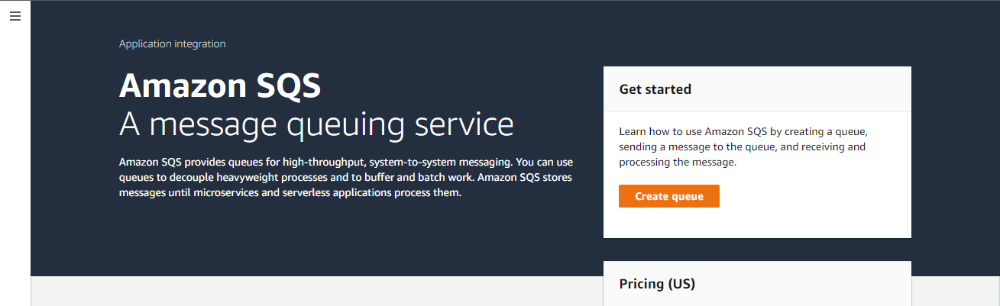 Application integration
Amazon SQS
A message queuing service
Amazon SQS provides queues for high-throughput, system-to-system messaging. You can use
queues to decouple heavyweight processes and to buffer and batch work. Amazon SQS stores
messages until microservices and serverless applications process them.
Get started
Learn how to use Amazon SQS by creating a queue,
sending a message to the queue, and receiving and
processing the message.
Create queue
Pricing (US)